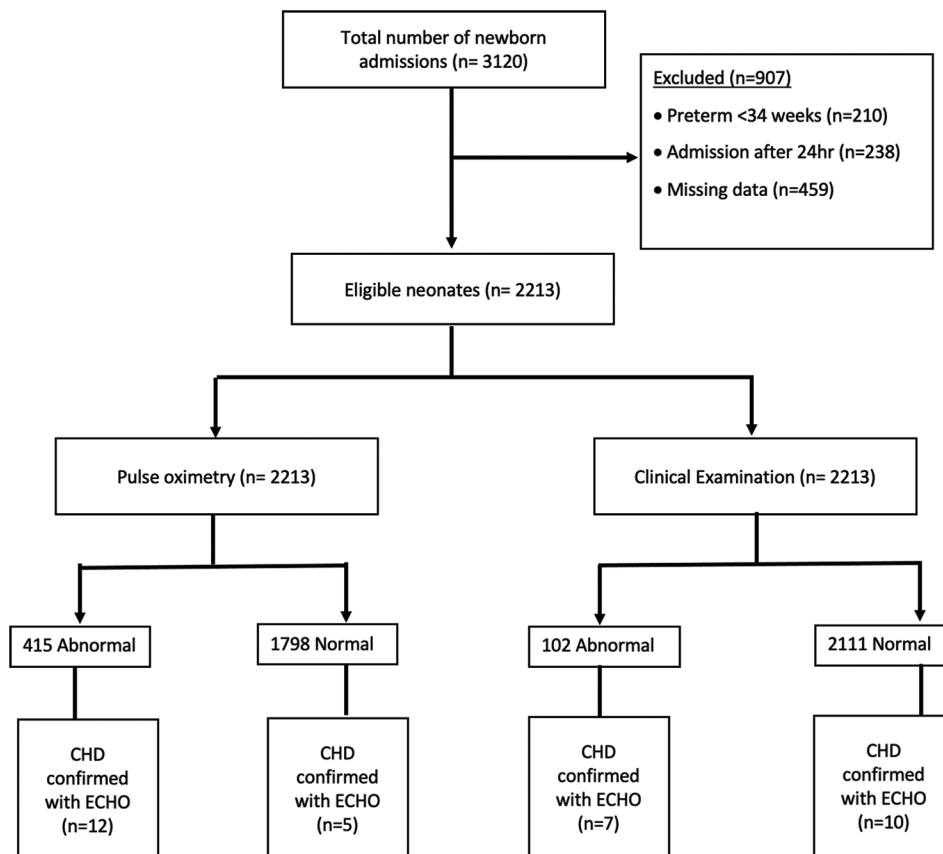 Total number of newborn
admissions (n= 3120)
Excluded (n=907)
• Preterm <34 weeks (n=210)
• Admission after 24hr (n=238)
• Missing data (n=459)
Eligible neonates (n= 2213)
Pulse oximetry (n= 2213)
Clinical Examination (n= 2213)
415 Abnormal
1798 Normal
102 Abnormal
2111 Normal
CHD
confirmed
with ECHO
(n=12)
CHD
confirmed
with ECHO
(n=5)
CHD
confirmed
with ECHO
(n=7)
CHD
confirmed
with ECHO
(n=10)